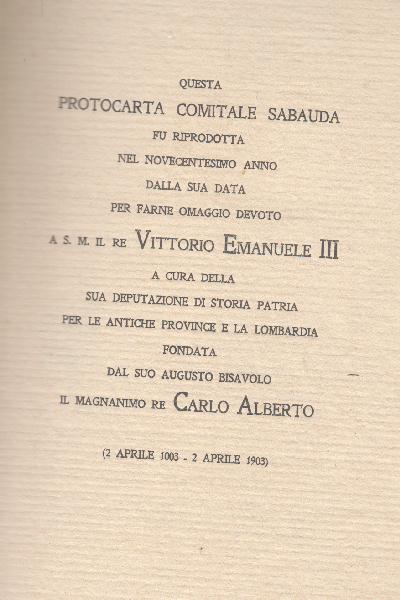 QUESTA
PROTOCARTA COMITALE SABAUDA
FU RIPRODOTTA
NEL NOVECENTESIMO ANNO
DALLA SUA DATA
PER FARNE OMAGGIO DEVOTO
A S. M. IL RE VITTORIO EMANUELE III
A CURA DELLA
SUA DEPUTAZIONE DI STORIA PATRIA
PER LE ANTICHE PROVINCE E LA LOMBARDIA
FONDATA
DAL SUO AUGUSTO BISAVOLO
IL MAGNANIMO RE CARLO ALBERTO
(2 APRILE 1003 - 2 APRILE 1903)